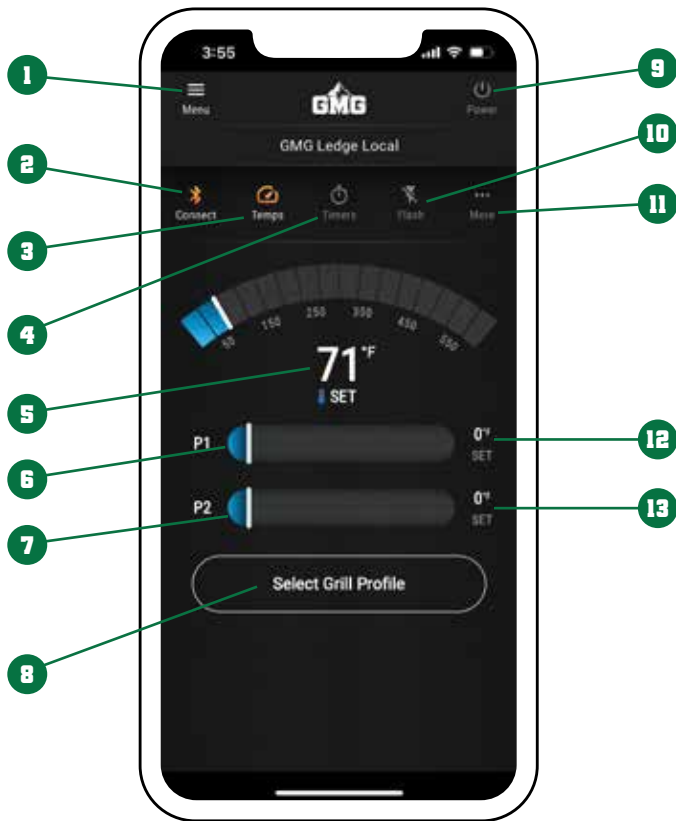 3:55
1
9
Menu
GMG
Power
10
GMG Ledge Local
2
Connect
Temps
Timers
Flash
More
11
3
50 150 250 350 450 550
4
71°F
5
SET
P1
0°F
12
SET
6
P2
0°F
13
SET
7
Select Grill Profile
8